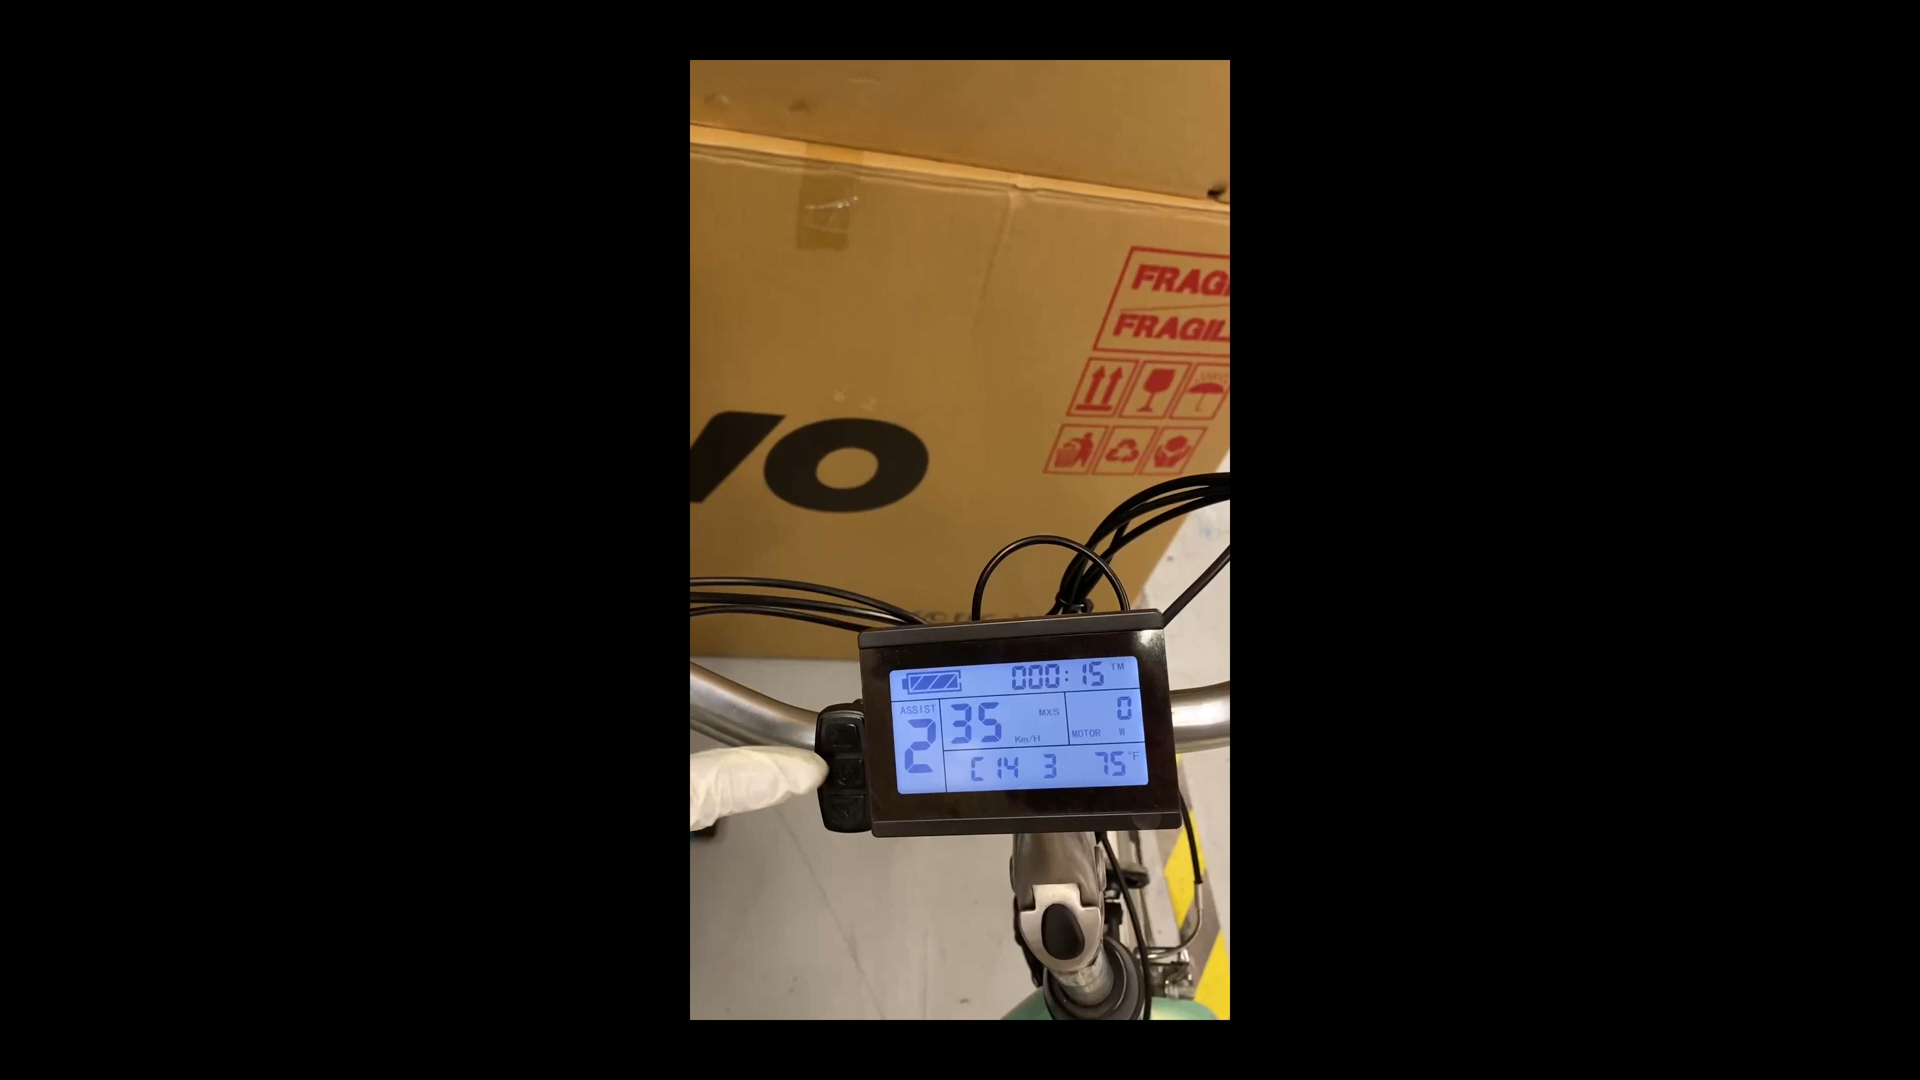 FRAGI
FRAGIL
VO
000:15 TM
ASSIST
2
35
MXS
Km/H
0
MOTOR W
C14 3 75°F